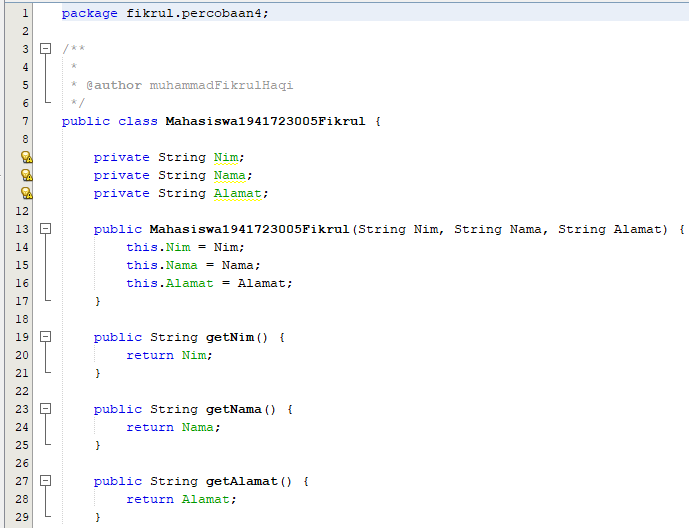 1 package fikrul.percobaan4;
2
3 /**
4 *
5 * @author muhammadFikrulHaqi
6 */
7 public class Mahasiswa1941723005Fikrul {
8
private String Nim;
private String Nama;
private String Alamat;
12
13 public Mahasiswa1941723005Fikrul(String Nim, String Nama, String Alamat) {
14 this.Nim = Nim;
15 this.Nama = Nama;
16 this.Alamat = Alamat;
17 }
18
19 public String getNim() {
20 return Nim;
21 }
22
23 public String getNama() {
24 return Nama;
25 }
26
27 public String getAlamat() {
28 return Alamat;
29 }